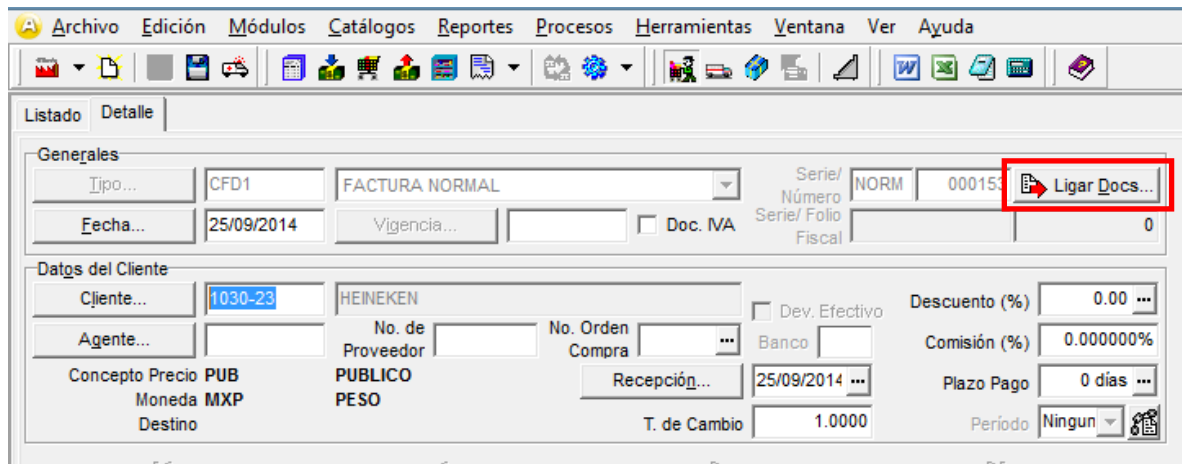 Archivo Edición Módulos Catálogos Reportes Procesos Herramientas Ventana Ver Ayuda
Listado Detalle
Generales
Tipo... CFD1 FACTURA NORMAL Serie/ Número NORM 000153 Ligar Docs...
Fecha... 25/09/2014 Vigencia... Doc. IVA Serie/ Folio Fiscal 0
Datos del Cliente
Cliente... 1030-23 HEINEKEN Dev. Efectivo Descuento (%) 0.00 ...
Agente... No. de Proveedor No. Orden Compra ... Banco Comisión (%) 0.000000%
Concepto Precio PUB PUBLICO Recepción... 25/09/2014 ... Plazo Pago 0 días ...
Moneda MXP PESO
Destino T. de Cambio 1.0000 Período Ningun